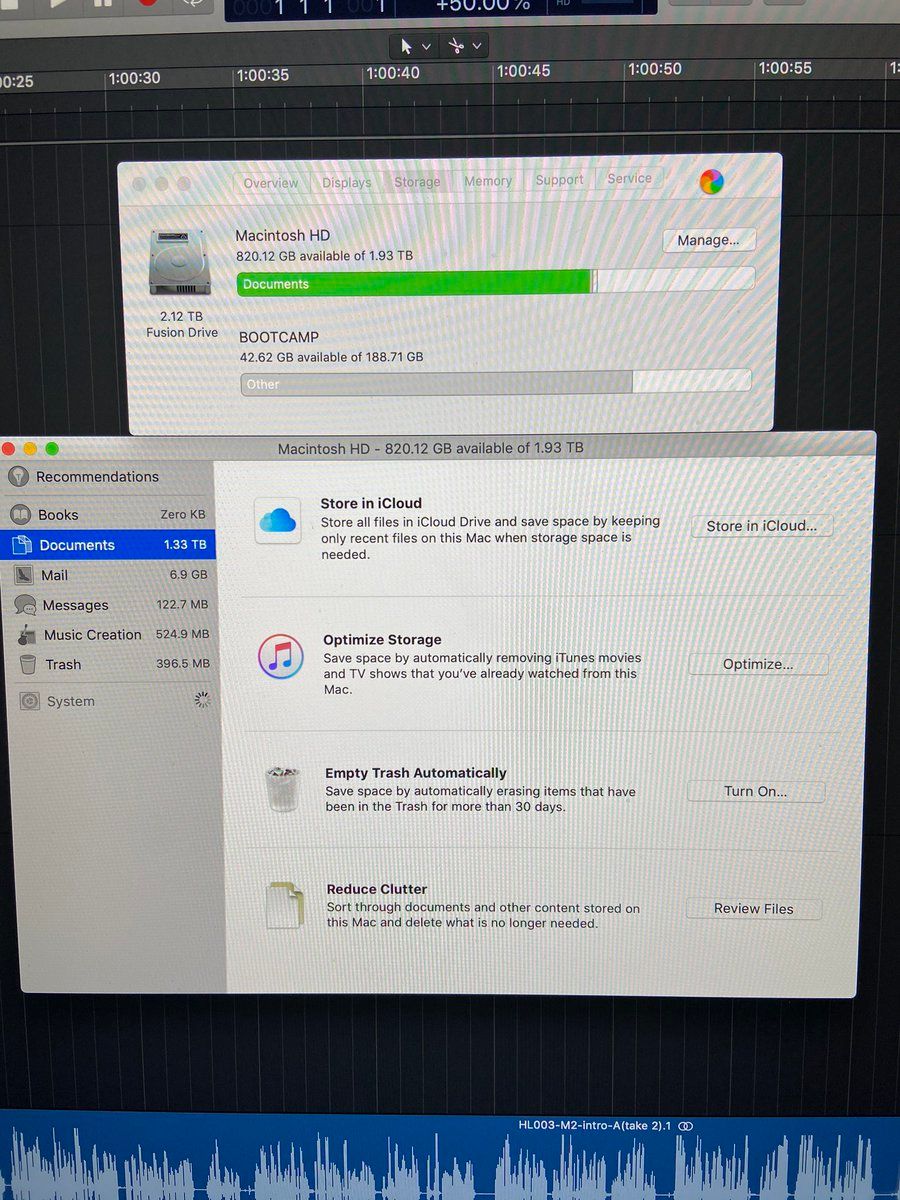 +50.00%
HD
00:25
1:00:30
1:00:35
1:00:40
1:00:45
1:00:50
1:00:55
Overview
Displays
Storage
Memory
Support
Service
Macintosh HD
820.12 GB available of 1.93 TB
Manage...
Documents
2.12 TB
Fusion Drive
BOOTCAMP
42.62 GB available of 188.71 GB
Other
Macintosh HD - 820.12 GB available of 1.93 TB
Recommendations
Books Zero KB
Documents 1.33 TB
Mail 6.9 GB
Messages 122.7 MB
Music Creation 524.9 MB
Trash 396.5 MB
System
Store in iCloud
Store all files in iCloud Drive and save space by keeping
only recent files on this Mac when storage space is
needed.
Store in iCloud...
Optimize Storage
Save space by automatically removing iTunes movies
and TV shows that you've already watched from this
Mac.
Optimize...
Empty Trash Automatically
Save space by automatically erasing items that have
been in the Trash for more than 30 days.
Turn On...
Reduce Clutter
Sort through documents and other content stored on
this Mac and delete what is no longer needed.
Review Files
HL003-M2-intro-A(take 2).1